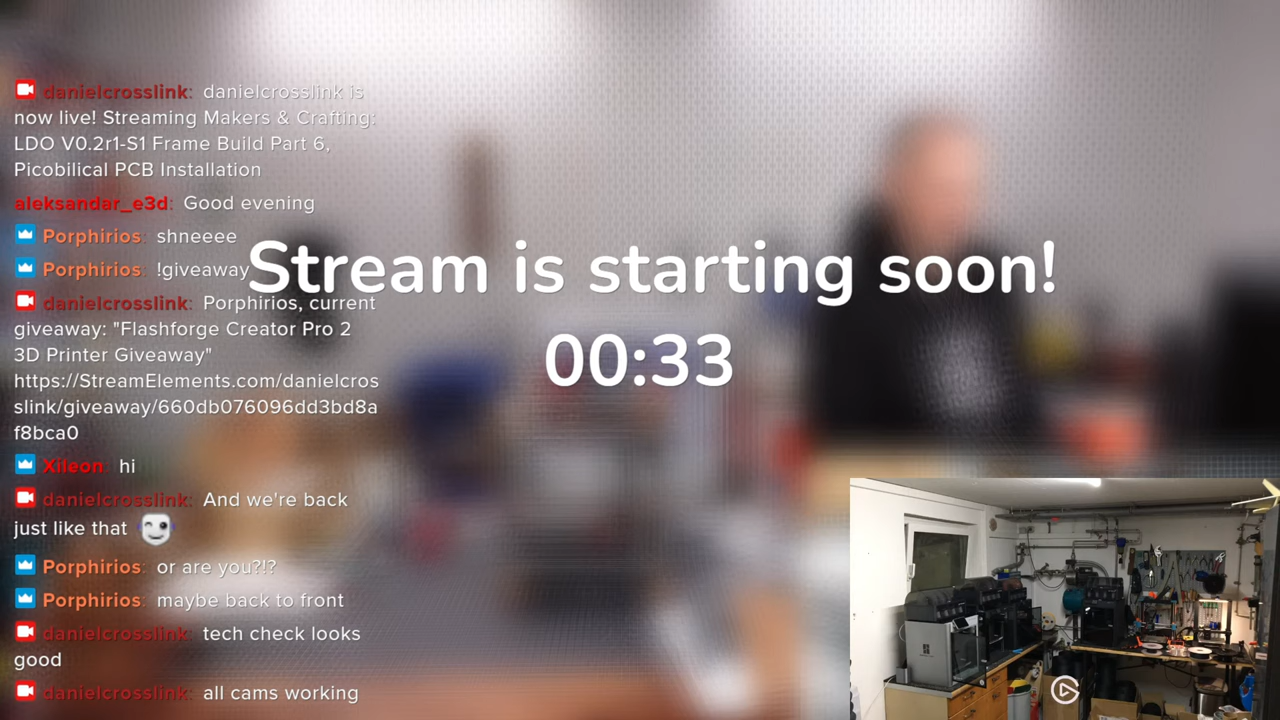 danielcrosslink: danielcrosslink is
now live! Streaming Makers & Crafting:
LDO V0.2r1-S1 Frame Build Part 6,
Picobilical PCB Installation
aleksandar_e3d: Good evening
Porphirios: shneeee
Porphirios: !giveaway
danielcrosslink: Porphirios, current
giveaway: "Flashforge Creator Pro 2
3D Printer Giveaway"
https://StreamElements.com/danielcros
slink/giveaway/660db076096dd3bd8a
f8bca0
Xileon: hi
danielcrosslink: And we're back
just like that
Porphirios: or are you?!?
Porphirios: maybe back to front
danielcrosslink: tech check looks
good
danielcrosslink: all cams working
Stream is starting soon!
00:33